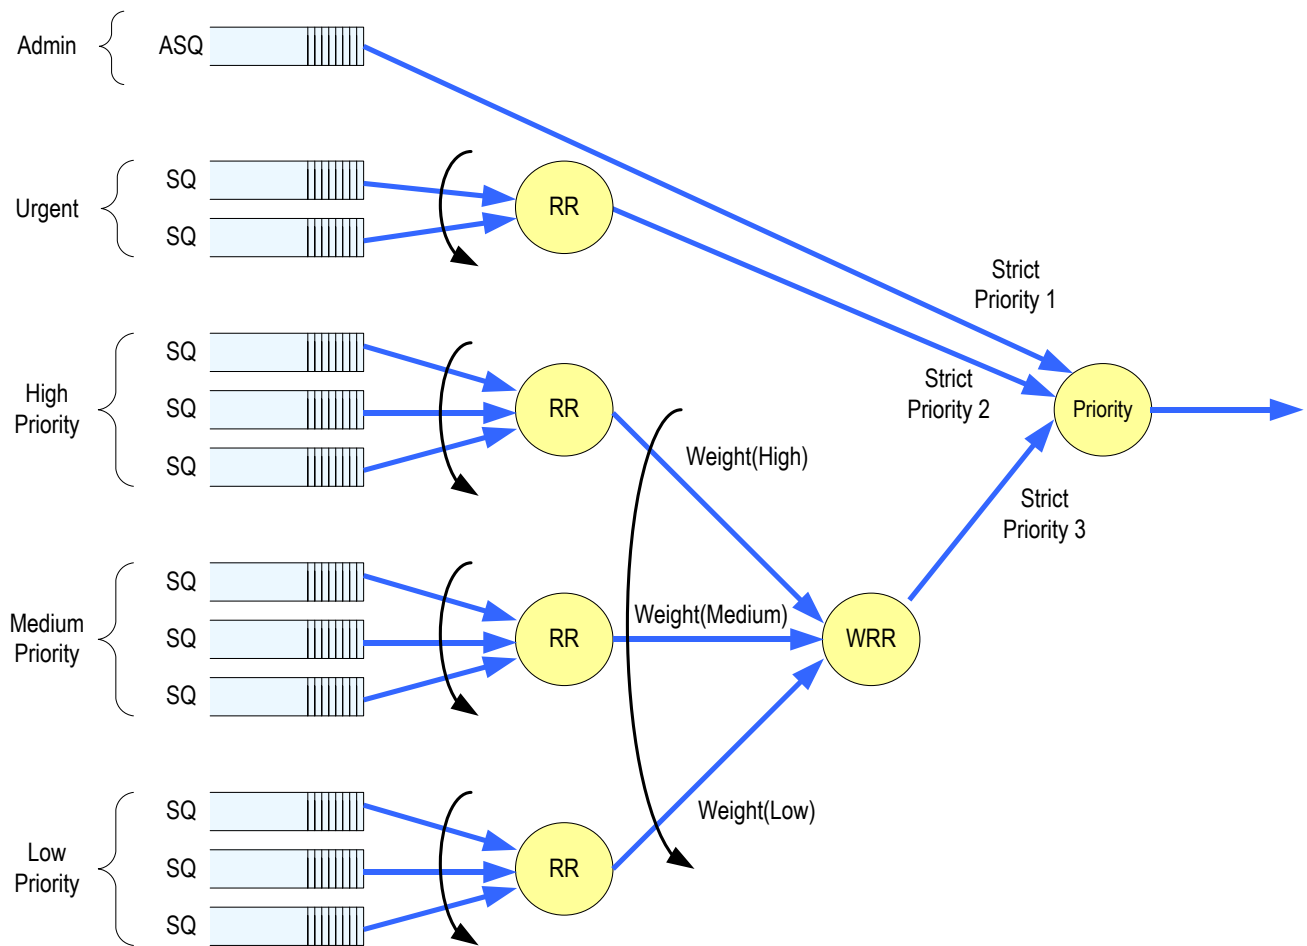 Admin
ASQ
Urgent
SQ
SQ
RR
Strict
Priority 1
High
Priority
SQ
SQ
SQ
RR
Strict
Priority 2
Priority
Weight(High)
Strict
Priority 3
Medium
Priority
SQ
SQ
SQ
RR
Weight(Medium)
WRR
Low
Priority
SQ
SQ
SQ
RR
Weight(Low)